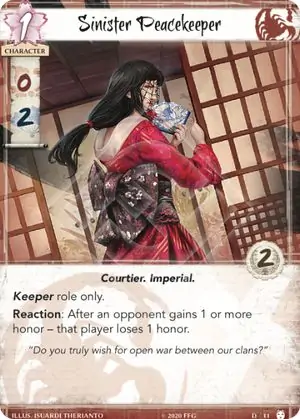 1
Sinister Peacekeeper
CHARACTER
0
2
2
Courtier. Imperial.
Keeper role only.
Reaction: After an opponent gains 1 or more
honor – that player loses 1 honor.
"Do you truly wish for open war between our clans?"
ILLUS. ISUARDI THERIANTO © 2020 FFG D 11